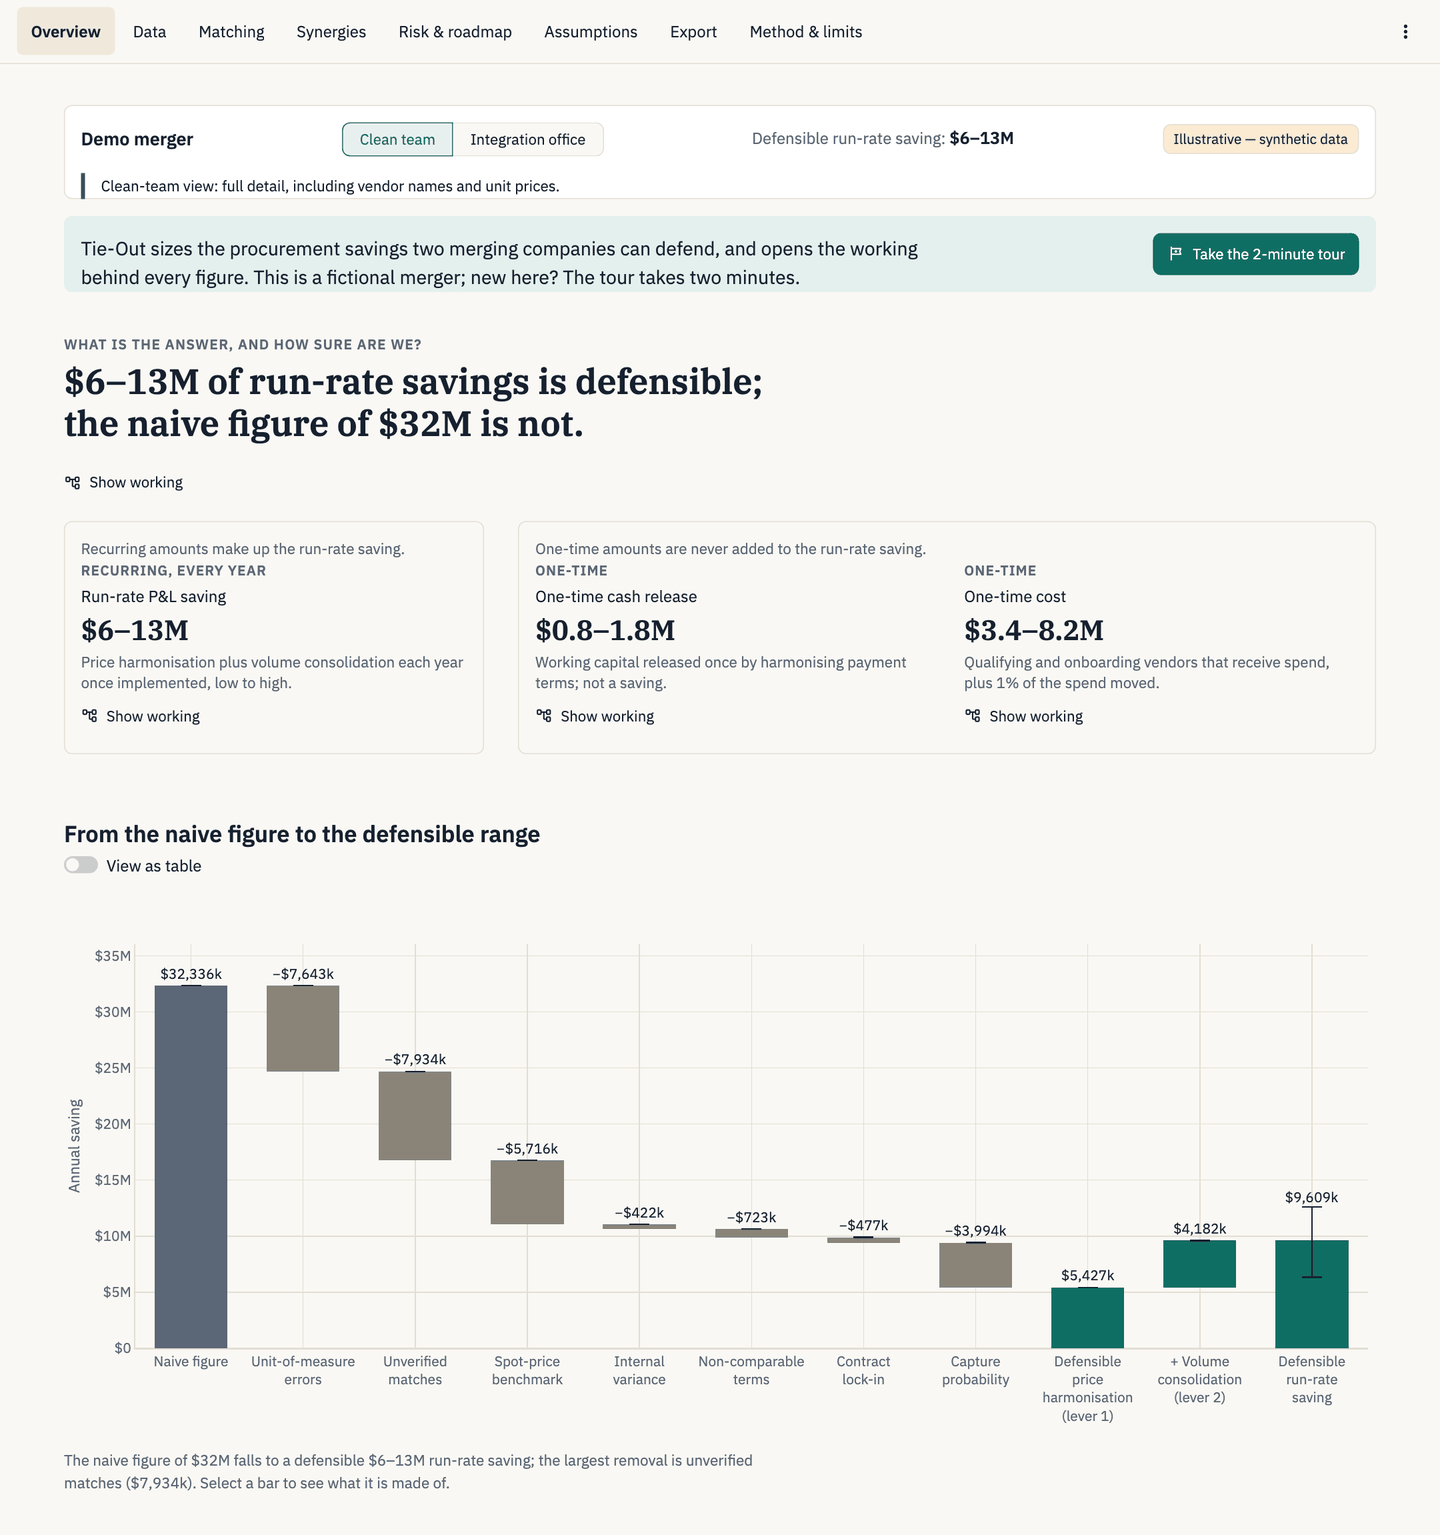 Overview
Data
Matching
Synergies
Risk & roadmap
Assumptions
Export
Method & limits
Demo merger
Clean team
Integration office
Defensible run-rate saving: $6–13M
Illustrative — synthetic data
Clean-team view: full detail, including vendor names and unit prices.
Tie-Out sizes the procurement savings two merging companies can defend, and opens the working
behind every figure. This is a fictional merger; new here? The tour takes two minutes.
Take the 2-minute tour
WHAT IS THE ANSWER, AND HOW SURE ARE WE?
$6–13M of run-rate savings is defensible;
the naive figure of $32M is not.
Show working
Recurring amounts make up the run-rate saving.
RECURRING, EVERY YEAR
Run-rate P&L saving
$6–13M
Price harmonisation plus volume consolidation each year
once implemented, low to high.
Show working
One-time amounts are never added to the run-rate saving.
ONE-TIME
One-time cash release
$0.8–1.8M
Working capital released once by harmonising payment
terms; not a saving.
Show working
ONE-TIME
One-time cost
$3.4–8.2M
Qualifying and onboarding vendors that receive spend,
plus 1% of the spend moved.
Show working
From the naive figure to the defensible range
View as table
Annual saving
$35M
$30M
$25M
$20M
$15M
$10M
$5M
$0
$32,336k
−$7,643k
−$7,934k
−$5,716k
−$422k
−$723k
−$477k
−$3,994k
$5,427k
$4,182k
$9,609k
Naive figure
Unit-of-measure
errors
Unverified
matches
Spot-price
benchmark
Internal
variance
Non-comparable
terms
Contract
lock-in
Capture
probability
Defensible
price
harmonisation
(lever 1)
+ Volume
consolidation
(lever 2)
Defensible
run-rate
saving
The naive figure of $32M falls to a defensible $6–13M run-rate saving; the largest removal is unverified
matches ($7,934k). Select a bar to see what it is made of.